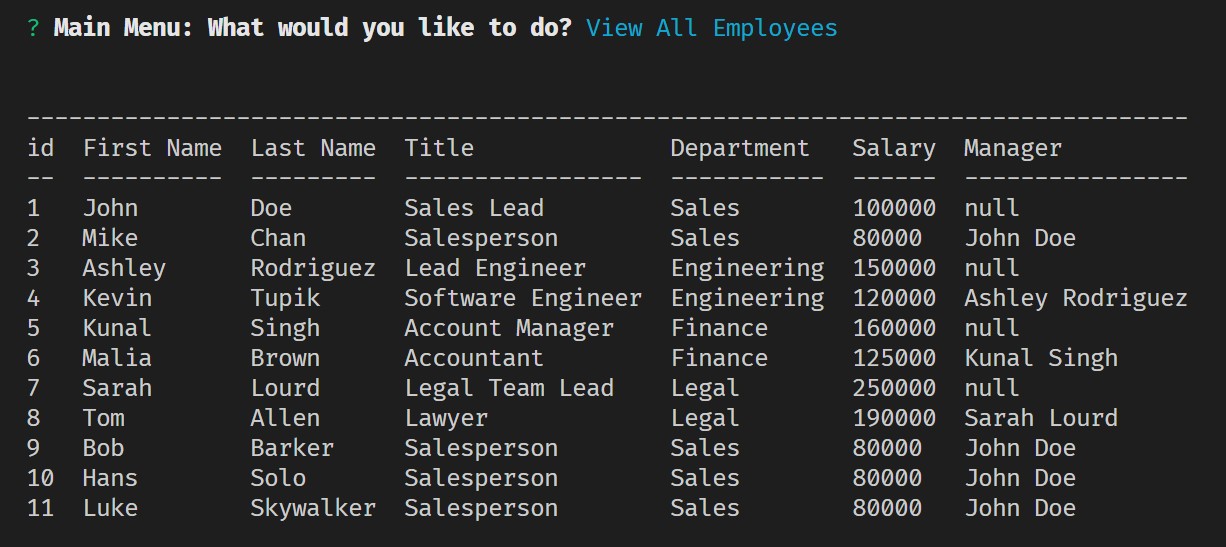 ? Main Menu: What would you like to do? View All Employees
-----------------------------------------------------------------------------------
id  First Name  Last Name  Title              Department   Salary  Manager
--  ----------  ---------  -----------------  -----------  ------  ----------------
1   John        Doe        Sales Lead         Sales        100000  null
2   Mike        Chan       Salesperson        Sales        80000   John Doe
3   Ashley      Rodriguez  Lead Engineer      Engineering  150000  null
4   Kevin       Tupik      Software Engineer  Engineering  120000  Ashley Rodriguez
5   Kunal       Singh      Account Manager    Finance      160000  null
6   Malia       Brown      Accountant         Finance      125000  Kunal Singh
7   Sarah       Lourd      Legal Team Lead    Legal        250000  null
8   Tom         Allen      Lawyer             Legal        190000  Sarah Lourd
9   Bob         Barker     Salesperson        Sales        80000   John Doe
10  Hans        Solo       Salesperson        Sales        80000   John Doe
11  Luke        Skywalker  Salesperson        Sales        80000   John Doe